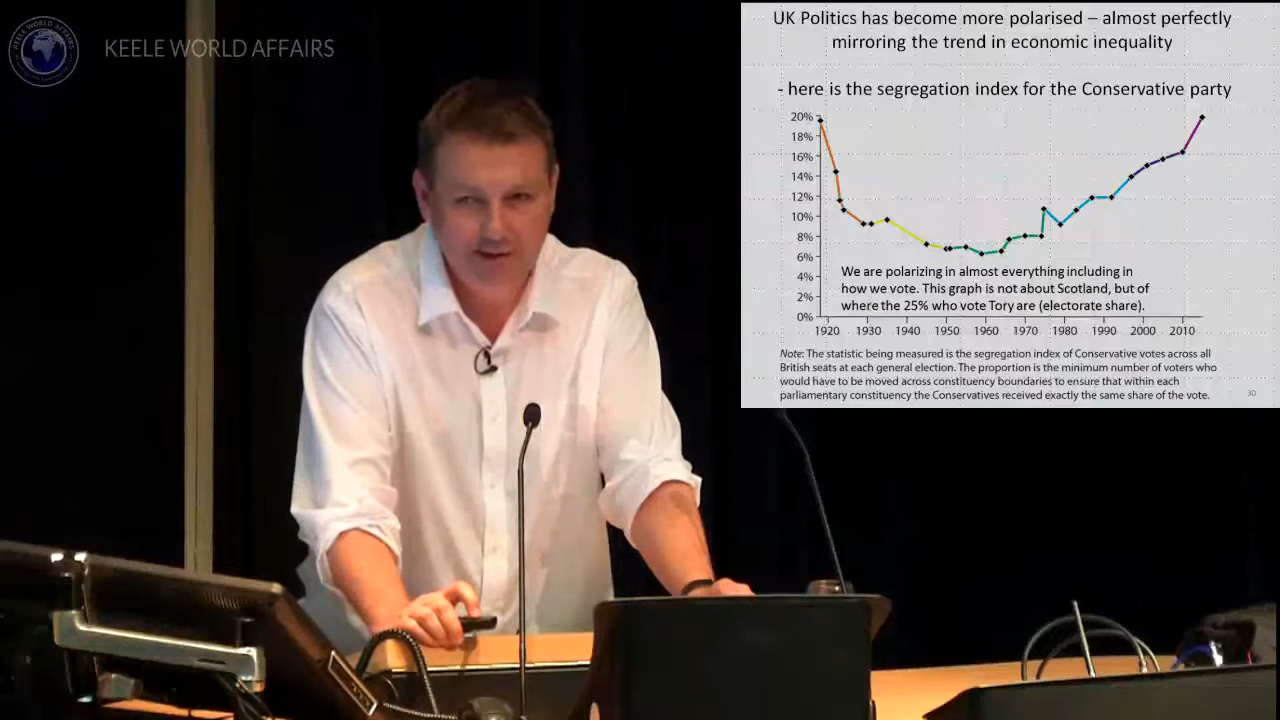 KEELE WORLD AFFAIRS
UK Politics has become more polarised – almost perfectly
mirroring the trend in economic inequality
- here is the segregation index for the Conservative party
20%
18%
16%
14%
12%
10%
8%
6%
4%
2%
0%
We are polarizing in almost everything including in
how we vote. This graph is not about Scotland, but of
where the 25% who vote Tory are (electorate share).
1920 1930 1940 1950 1960 1970 1980 1990 2000 2010
Note: The statistic being measured is the segregation index of Conservative votes across all
British seats at each general election. The proportion is the minimum number of voters who
would have to be moved across constituency boundaries to ensure that within each
parliamentary constituency the Conservatives received exactly the same share of the vote.
30